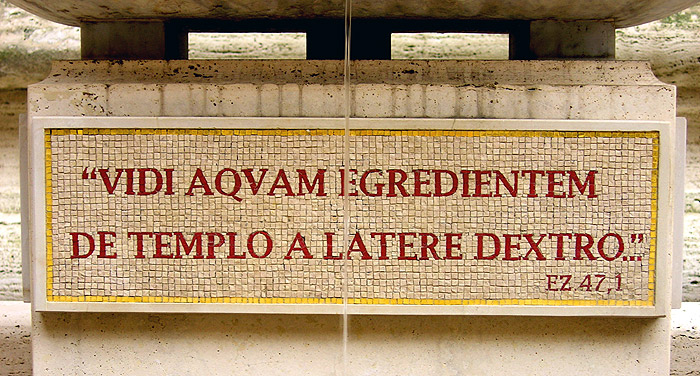 “VIDI AQVAM EGREDIENTEM
DE TEMPLO A LATERE DEXTRO...”
EZ 47,1